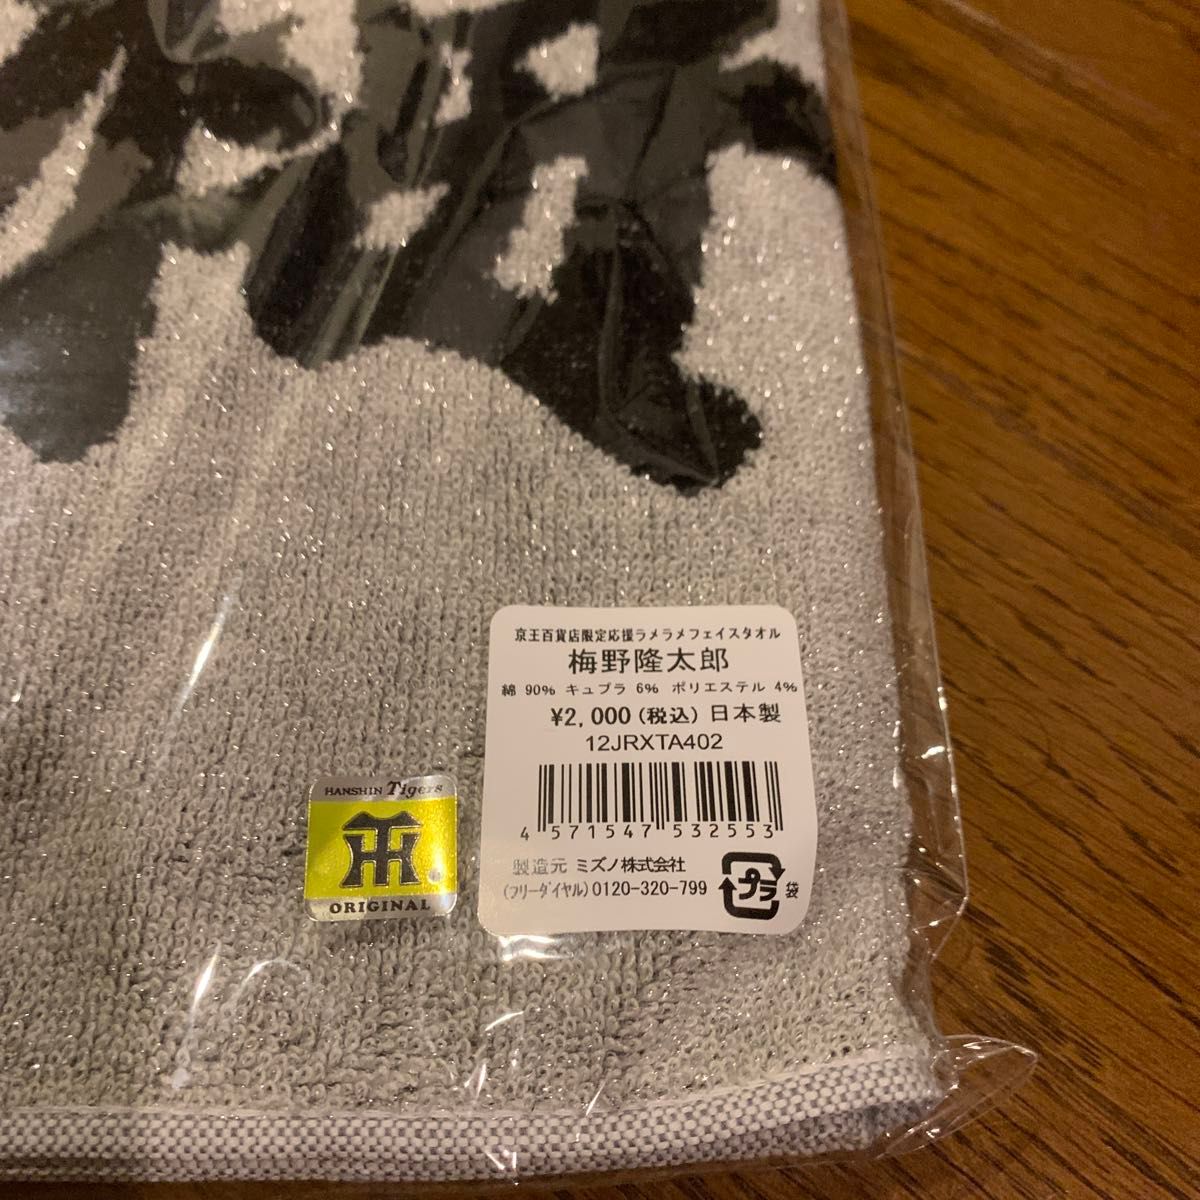 京王百貨店限定応援ラメラメフェイスタオル
梅野隆太郎
綿 90% キュプラ 6% ポリエステル 4%
¥2,000(税込)日本製
12JRXTA402
4 571547 532553
製造元 ミズノ株式会社
(フリーダイヤル)0120-320-799
プラ 袋
HANSHIN Tigers
HT
ORIGINAL